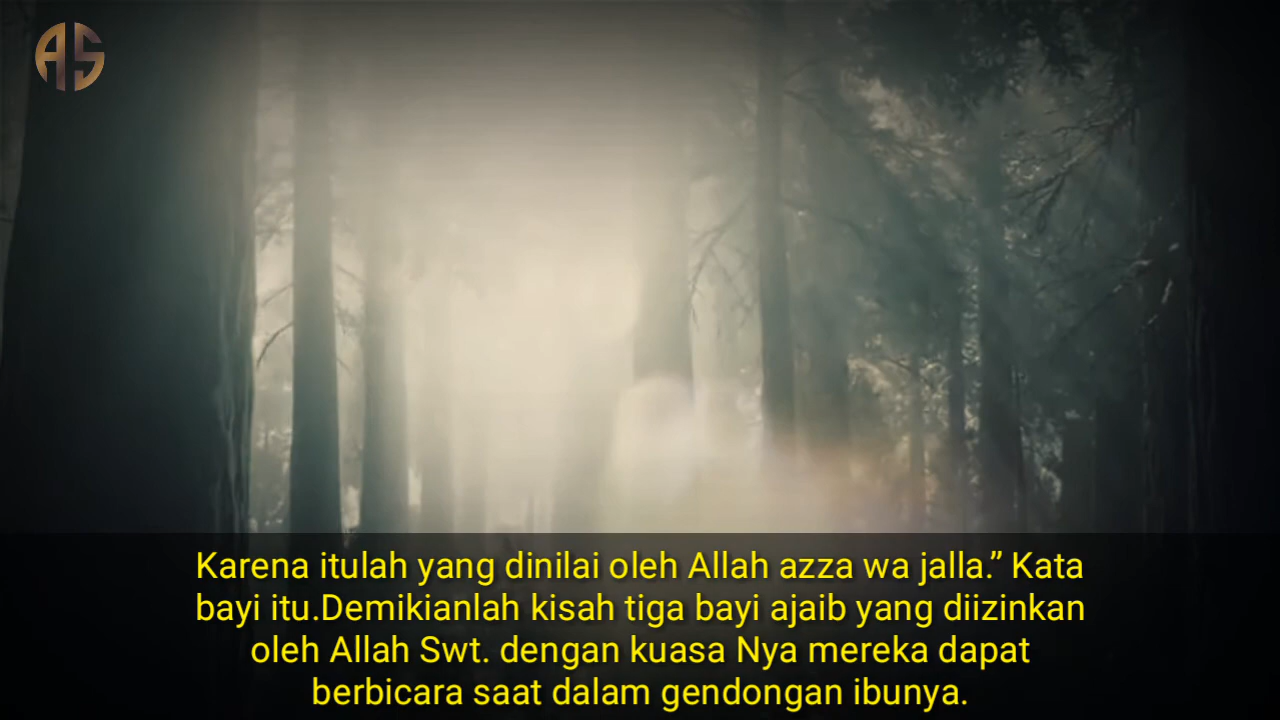 AS
Karena itulah yang dinilai oleh Allah azza wa jalla.” Kata
bayi itu.Demikianlah kisah tiga bayi ajaib yang diizinkan
oleh Allah Swt. dengan kuasa Nya mereka dapat
berbicara saat dalam gendongan ibunya.